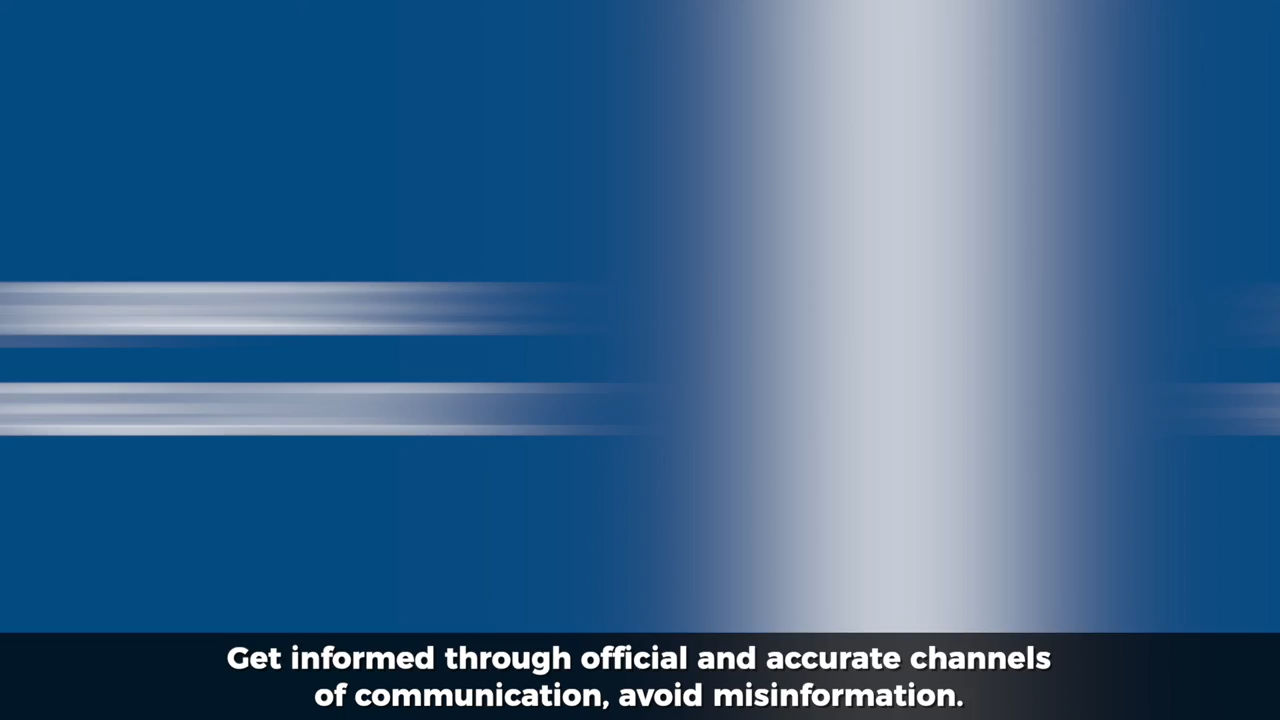 Get informed through official and accurate channels
of communication, avoid misinformation.